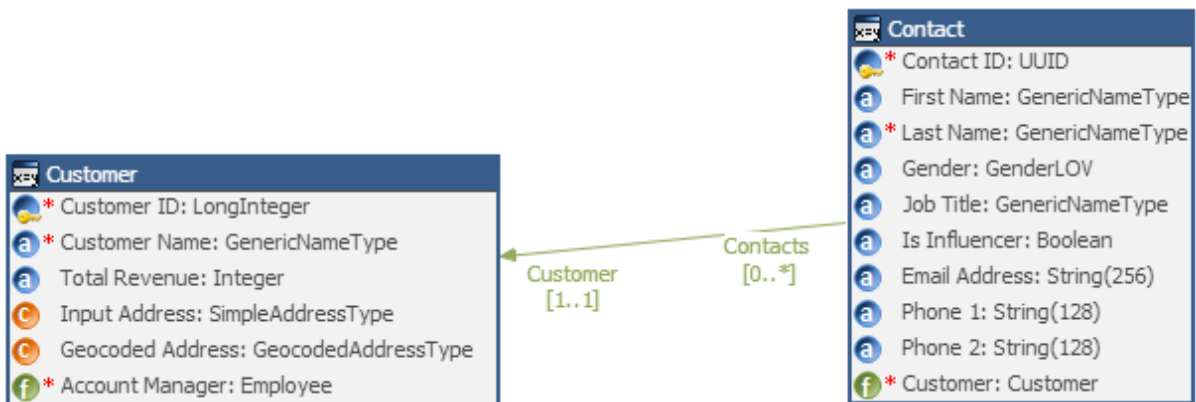 Contact
* Contact ID: UUID
First Name: GenericNameType
* Last Name: GenericNameType
Gender: GenderLOV
Job Title: GenericNameType
Is Influencer: Boolean
Email Address: String(256)
Phone 1: String(128)
Phone 2: String(128)
* Customer: Customer
Customer
* Customer ID: LongInteger
* Customer Name: GenericNameType
Total Revenue: Integer
Input Address: SimpleAddressType
Geocoded Address: GeocodedAddressType
* Account Manager: Employee
Customer
[1..1]
Contacts
[0..*]